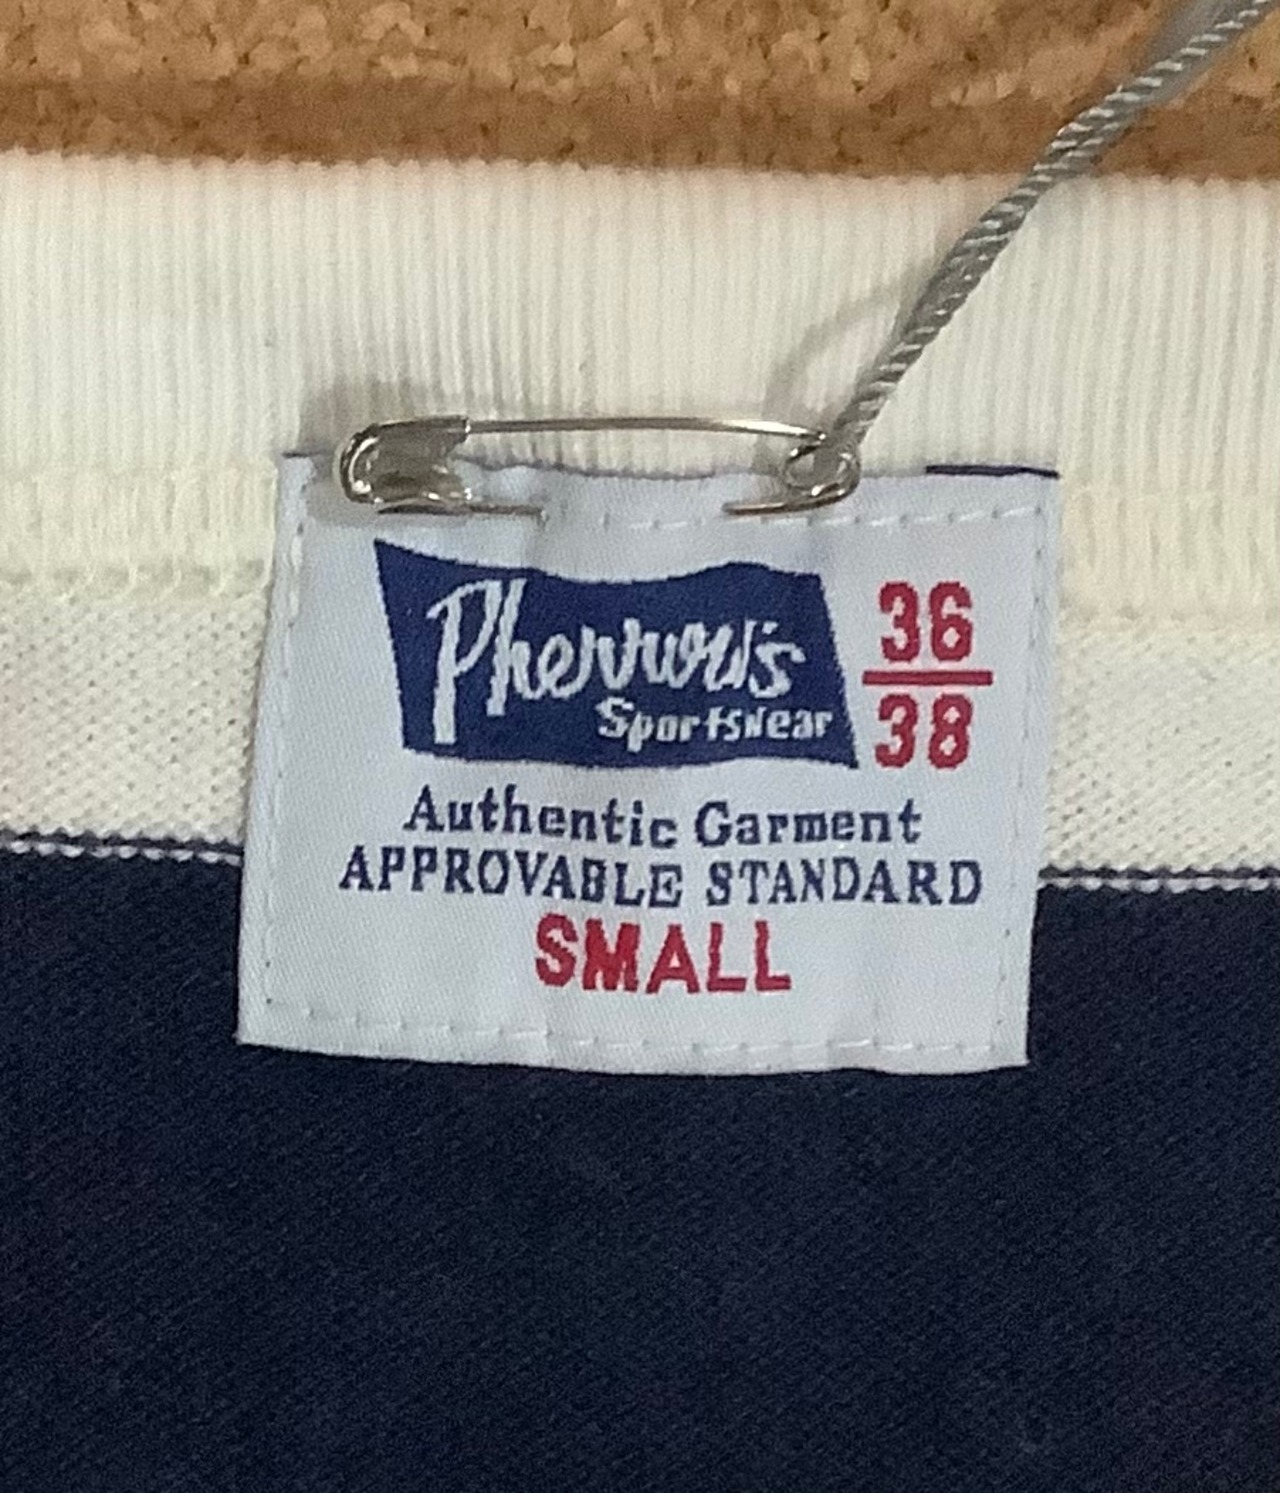 Pherrow's
Sportswear
36
38
Authentic Garment
APPROVABLE STANDARD
SMALL